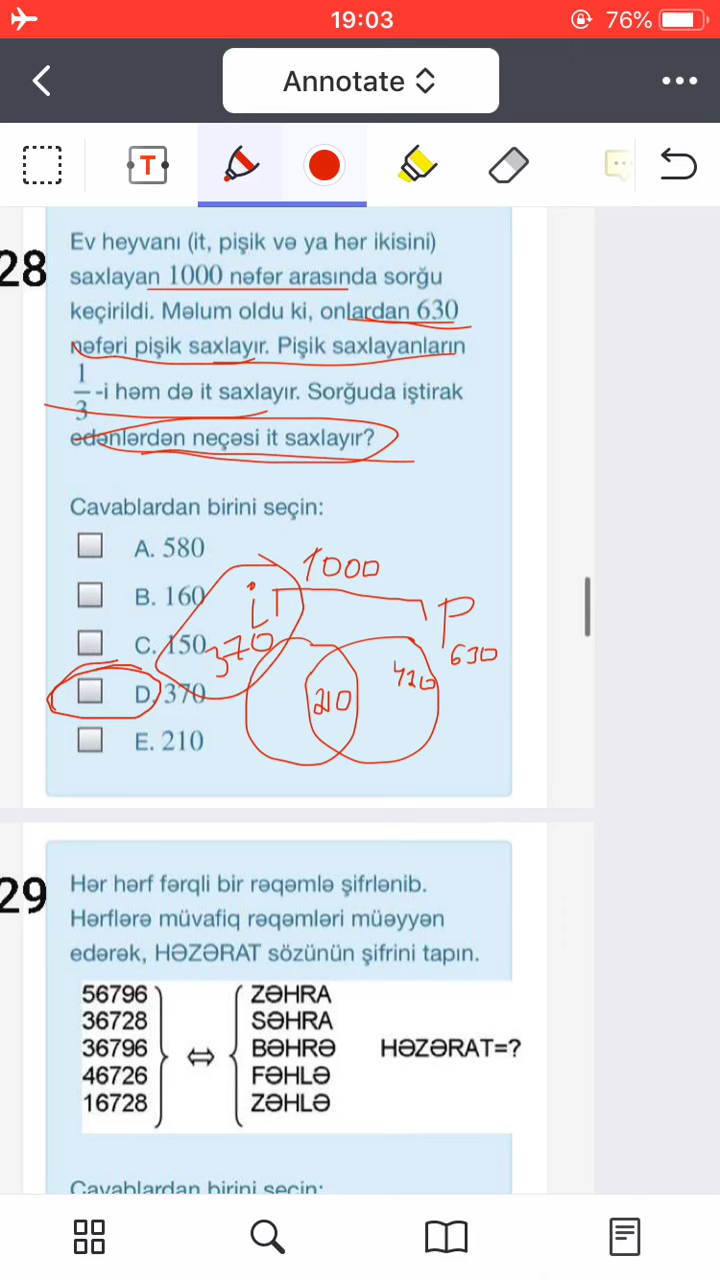 19:03
76%
Annotate
T
28
Ev heyvanı (it, pişik və ya hər ikisini)
saxlayan 1000 nəfər arasında sorğu
keçirildi. Məlum oldu ki, onlardan 630
nəfəri pişik saxlayır. Pişik saxlayanların
1/3-i həm də it saxlayır. Sorğuda iştirak
edənlərdən neçəsi it saxlayır?
Cavablardan birini seçin:
A. 580
B. 160
C. 150
D. 370
E. 210
1000
iT
P
370
630
420
210
29
Hər hərf fərqli bir rəqəmlə şifrlənib.
Hərflərə müvafiq rəqəmləri müəyyən
edərək, HƏZƏRAT sözünün şifrini tapın.
56796 ZƏHRA
36728 SƏHRA
36796 ⇔ BƏHRƏ HƏZƏRAT=?
46726 FƏHLƏ
16728 ZƏHLƏ
Cavablardan birini seçin: